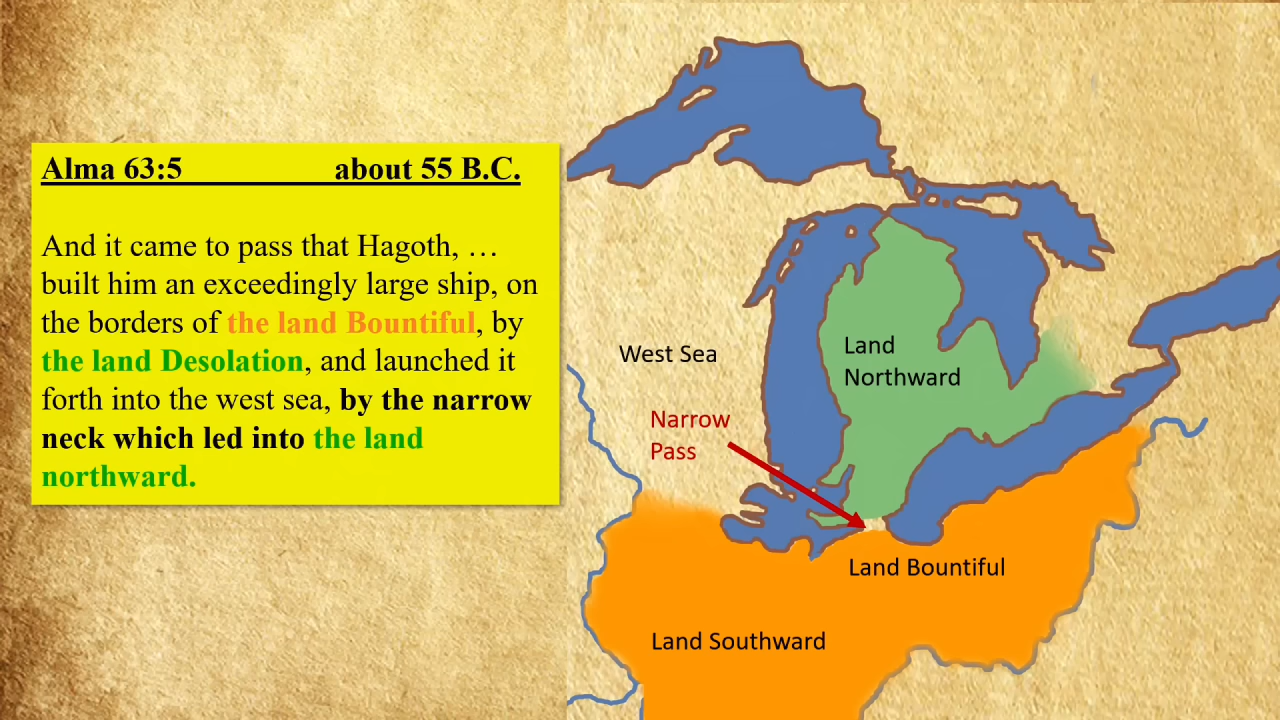 Alma 63:5 about 55 B.C.
And it came to pass that Hagoth, …
built him an exceedingly large ship, on
the borders of the land Bountiful, by
the land Desolation, and launched it
forth into the west sea, by the narrow
neck which led into the land
northward.
West Sea
Land
Northward
Narrow
Pass
Land Bountiful
Land Southward